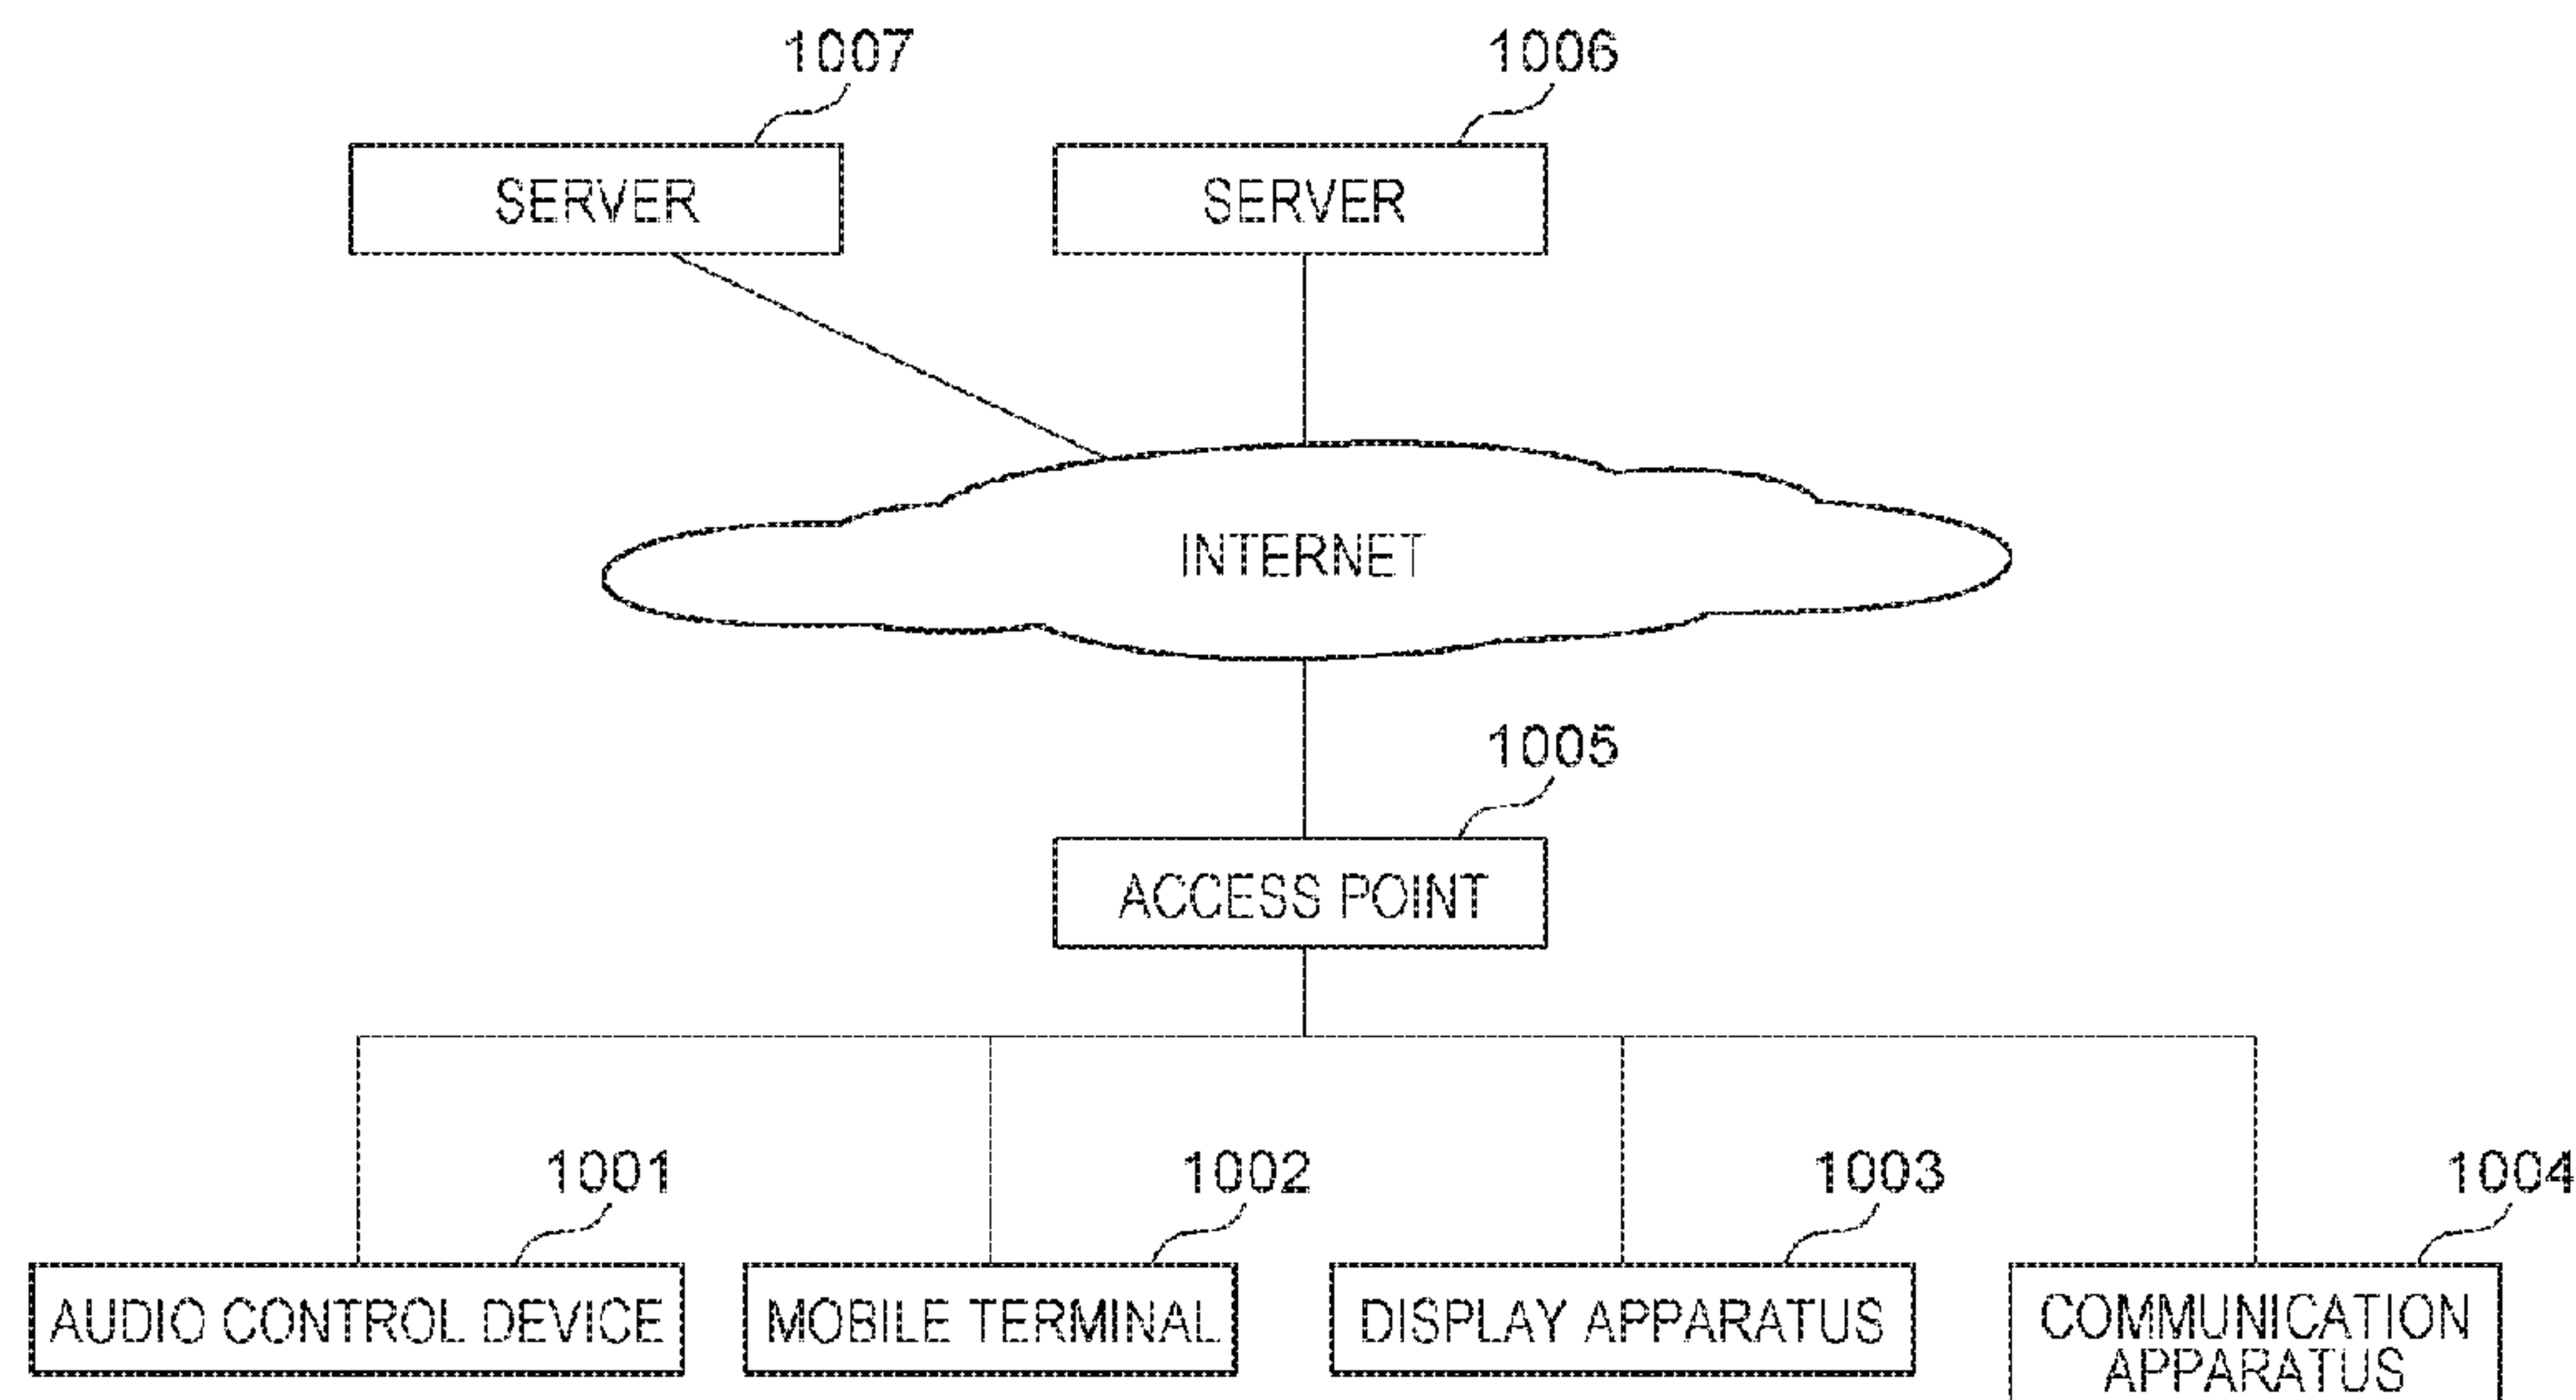 1007
1006
SERVER
SERVER
INTERNET
1005
ACCESS POINT
1001
1002
1003
1004
AUDIO CONTROL DEVICE
MOBILE TERMINAL
DISPLAY APPARATUS
COMMUNICATION
APPARATUS